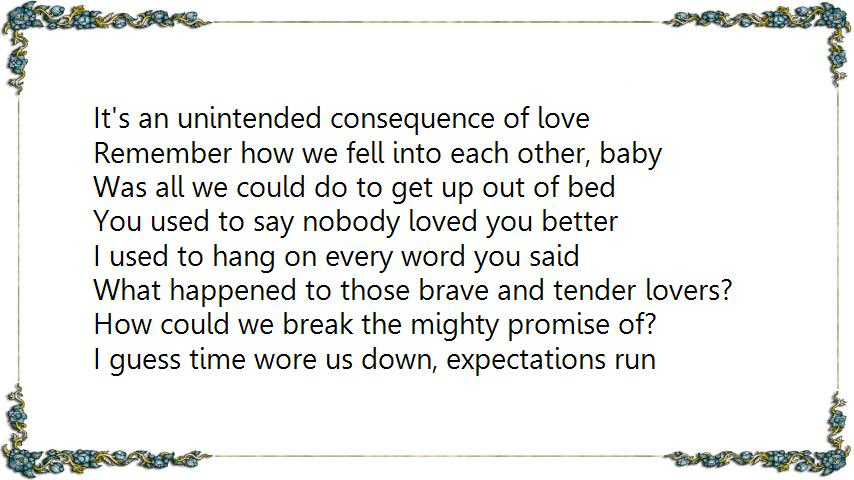 It's an unintended consequence of love
Remember how we fell into each other, baby
Was all we could do to get up out of bed
You used to say nobody loved you better
I used to hang on every word you said
What happened to those brave and tender lovers?
How could we break the mighty promise of?
I guess time wore us down, expectations run